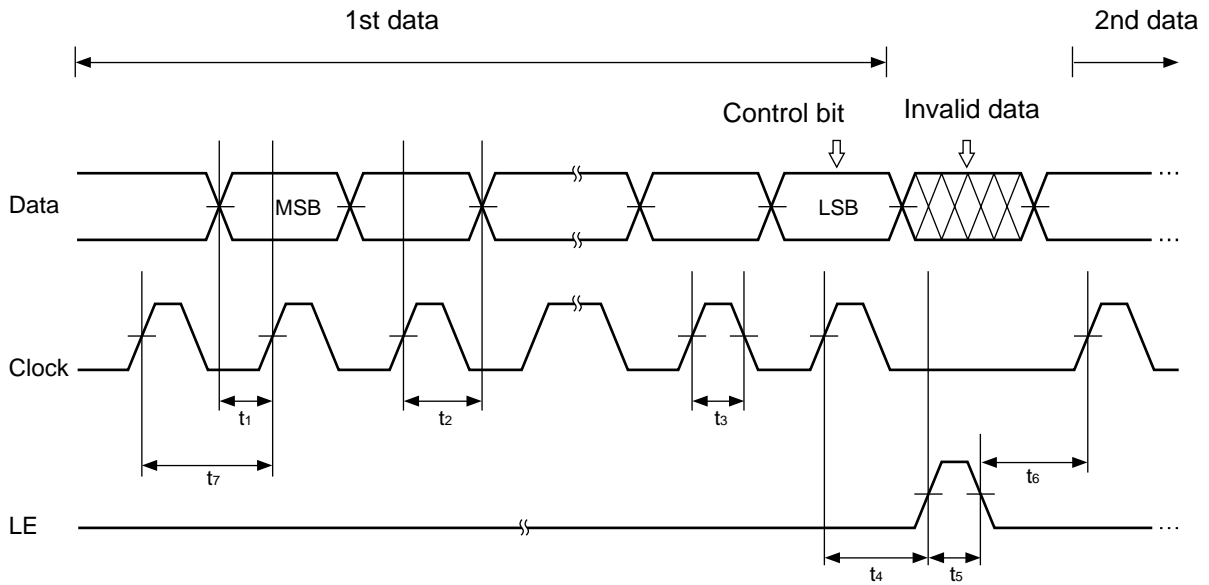 1st data
2nd data
Control bit
Invalid data
Data
MSB
LSB
...
...
Clock
t1
t2
t3
t7
t6
LE
...
t4
t5